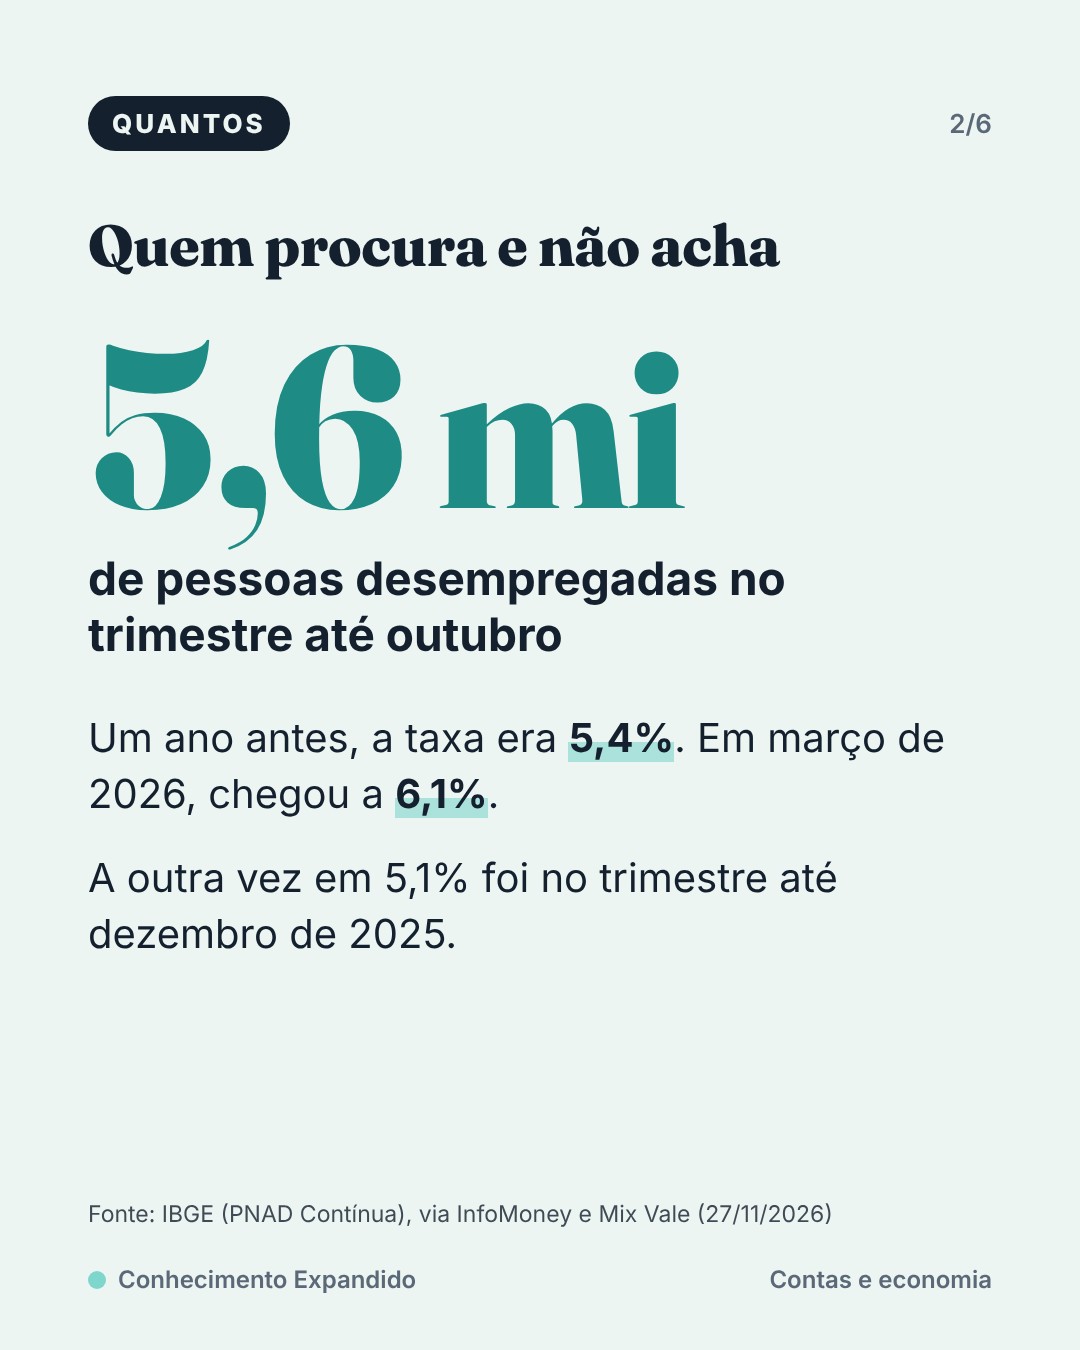 QUANTOS
2/6
Quem procura e não acha
5,6 mi
de pessoas desempregadas no
trimestre até outubro
Um ano antes, a taxa era 5,4%. Em março de
2026, chegou a 6,1%.
A outra vez em 5,1% foi no trimestre até
dezembro de 2025.
Fonte: IBGE (PNAD Contínua), via InfoMoney e Mix Vale (27/11/2026)
Conhecimento Expandido
Contas e economia